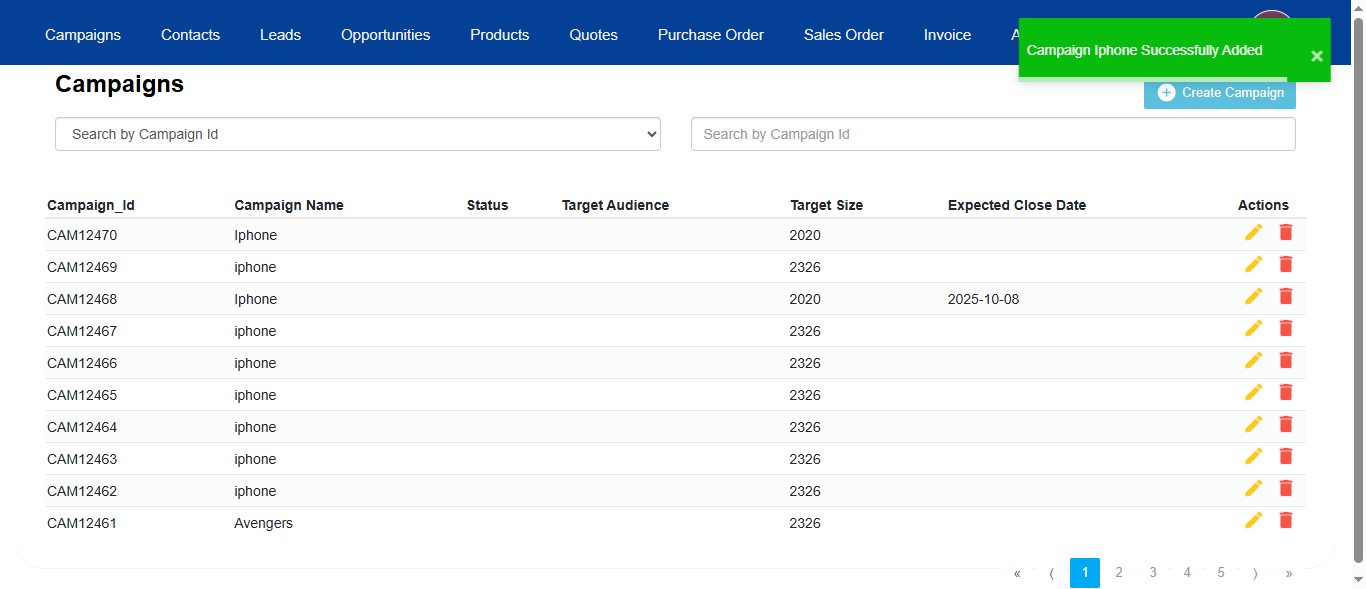 Campaigns Contacts Leads Opportunities Products Quotes Purchase Order Sales Order Invoice A
Campaign Iphone Successfully Added ×
Campaigns
Create Campaign
Search by Campaign Id
Search by Campaign Id
Campaign_Id Campaign Name Status Target Audience Target Size Expected Close Date Actions
CAM12470 Iphone 2020
CAM12469 iphone 2326
CAM12468 Iphone 2020 2025-10-08
CAM12467 iphone 2326
CAM12466 iphone 2326
CAM12465 iphone 2326
CAM12464 iphone 2326
CAM12463 iphone 2326
CAM12462 iphone 2326
CAM12461 Avengers 2326
« ⟨ 1 2 3 4 5 ⟩ »